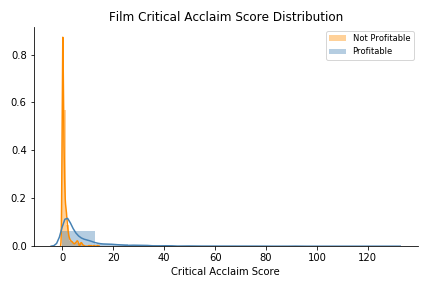 Film Critical Acclaim Score Distribution
Not Profitable
Profitable
0.8
0.6
0.4
0.2
0.0
0 20 40 60 80 100 120
Critical Acclaim Score